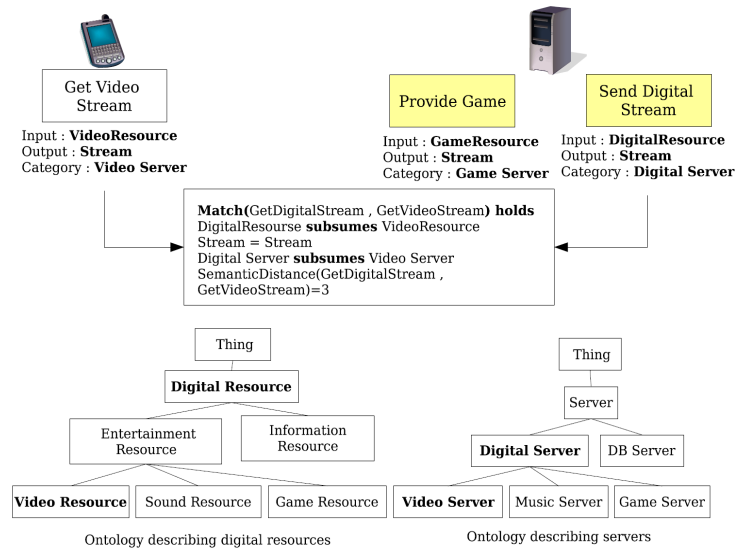 Get Video
Stream
Input : VideoResource
Output : Stream
Category : Video Server
Provide Game
Input : GameResource
Output : Stream
Category : Game Server
Send Digital
Stream
Input : DigitalResource
Output : Stream
Category : Digital Server
Match(GetDigitalStream , GetVideoStream) holds
DigitalResourse subsumes VideoResource
Stream = Stream
Digital Server subsumes Video Server
SemanticDistance(GetDigitalStream ,
GetVideoStream)=3
Thing
Digital Resource
Entertainment
Resource
Information
Resource
Video Resource
Sound Resource
Game Resource
Ontology describing digital resources
Thing
Server
Digital Server
DB Server
Video Server
Music Server
Game Server
Ontology describing servers